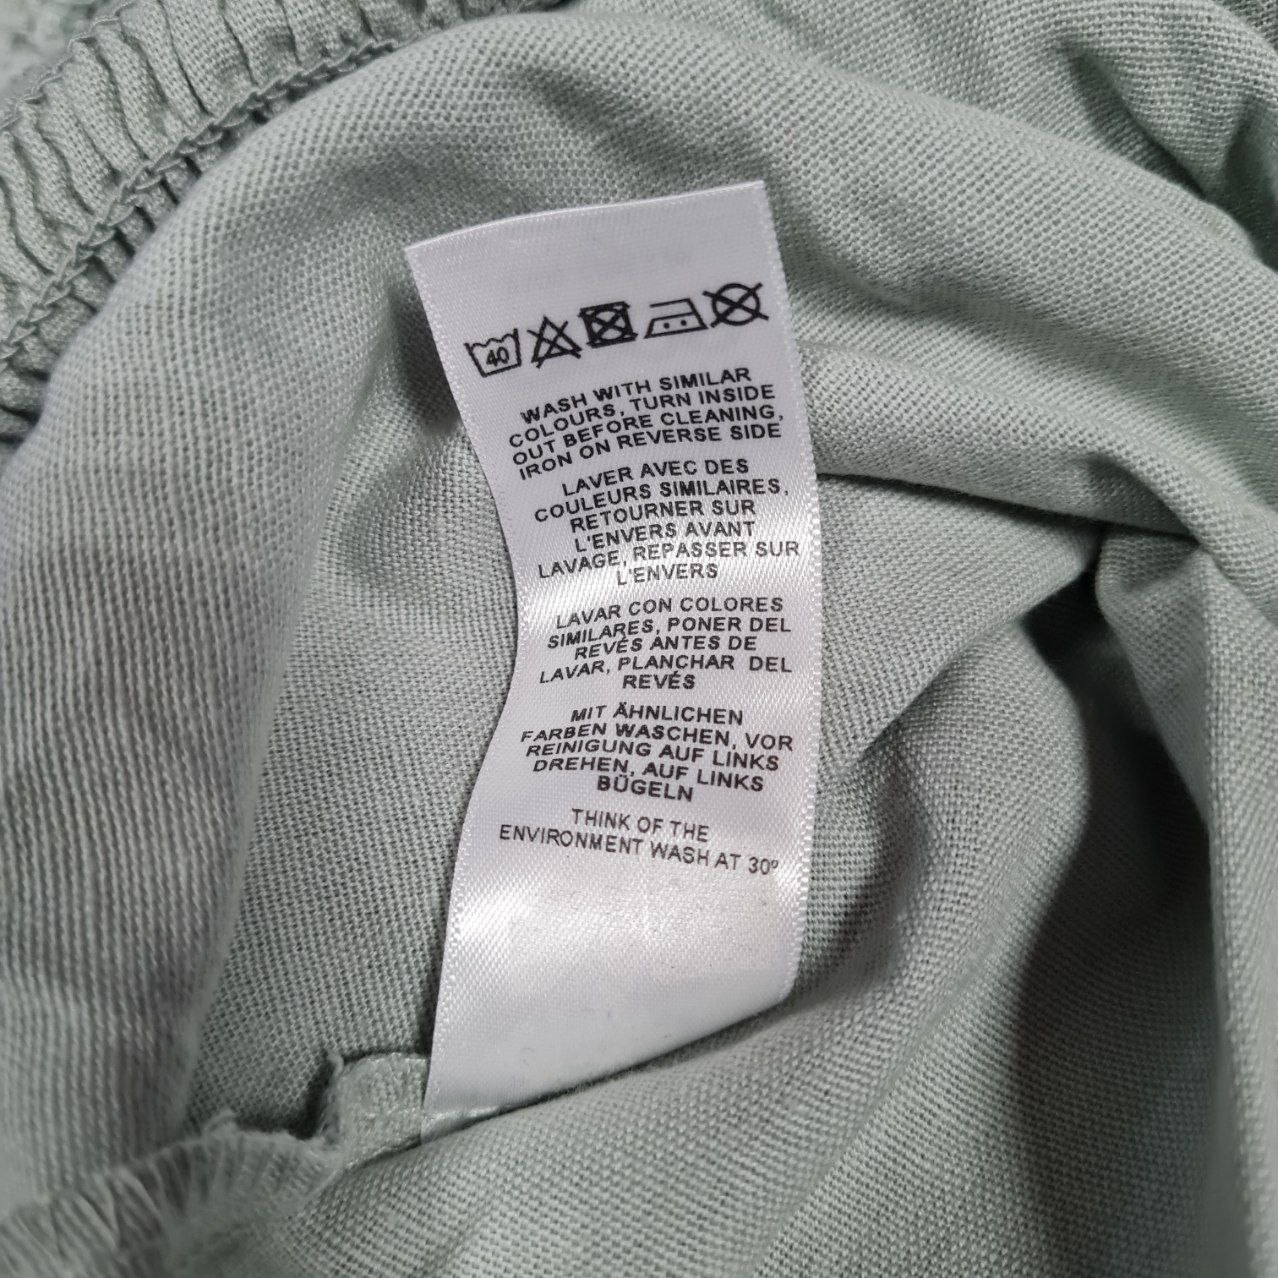 40
WASH WITH SIMILAR
COLOURS, TURN INSIDE
OUT BEFORE CLEANING,
IRON ON REVERSE SIDE
LAVER AVEC DES
COULEURS SIMILAIRES,
RETOURNER SUR
L'ENVERS AVANT
LAVAGE, REPASSER SUR
L'ENVERS
LAVAR CON COLORES
SIMILARES, PONER DEL
REVÉS ANTES DE
LAVAR, PLANCHAR DEL
REVÉS
MIT ÄHNLICHEN
FARBEN WASCHEN, VOR
REINIGUNG AUF LINKS
DREHEN, AUF LINKS
BÜGELN
THINK OF THE
ENVIRONMENT WASH AT 30º